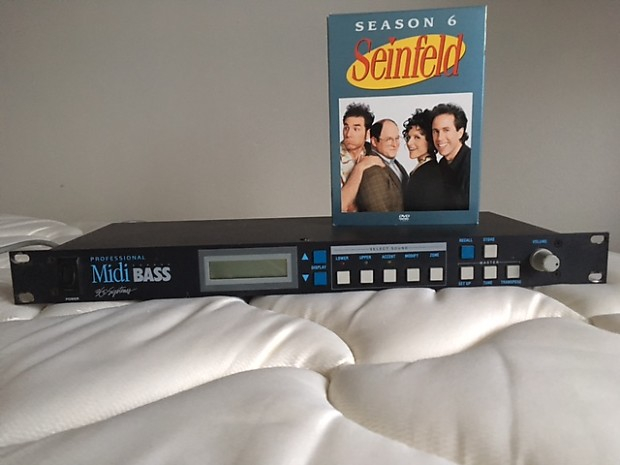 SEASON 6
Seinfeld
DVD
PROFESSIONAL
Midi BASS
POWER
DISPLAY
SELECT SOUND
LOWER UPPER ACCENT MODIFY ZONE
RECALL STORE
MASTER
SET UP TUNE TRANSPOSE
VOLUME